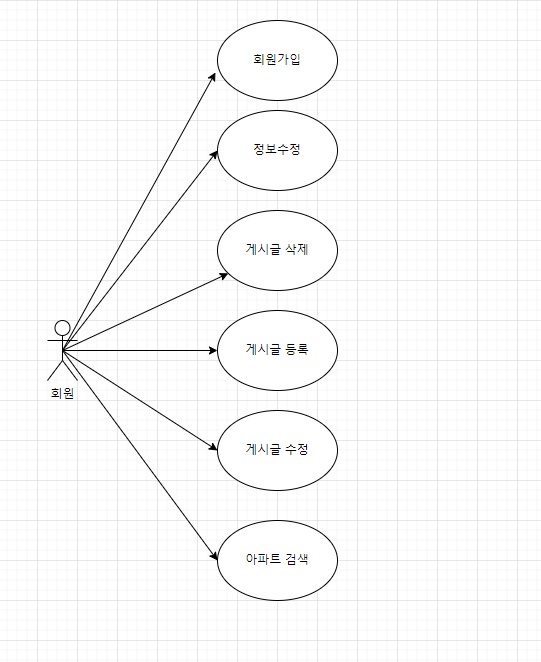 회원가입
정보수정
게시글 삭제
게시글 등록
회원
게시글 수정
아파트 검색